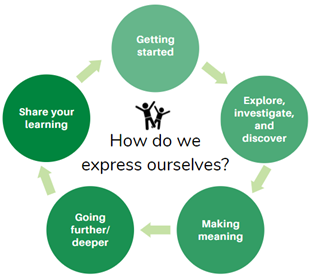 Getting
started
Explore,
investigate,
and
discover
Making
meaning
Going
further/
deeper
Share your
learning
How do we
express ourselves?